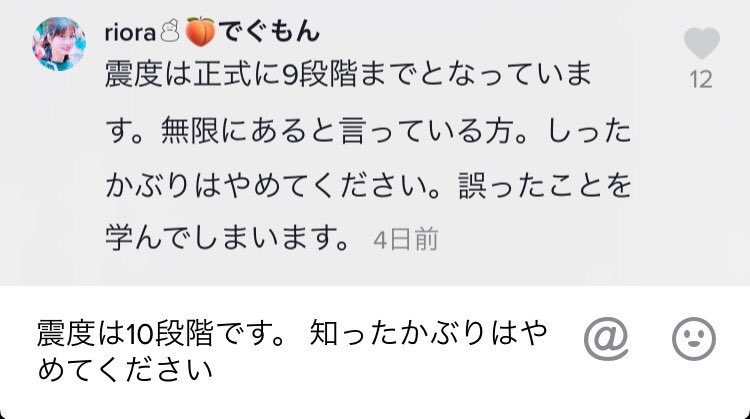 riora☃🍑でぐもん
震度は正式に9段階までとなっていま
す。無限にあると言っている方。しった
かぶりはやめてください。誤ったことを
学んでしまいます。 4日前
12
震度は10段階です。 知ったかぶりはや
めてください
@